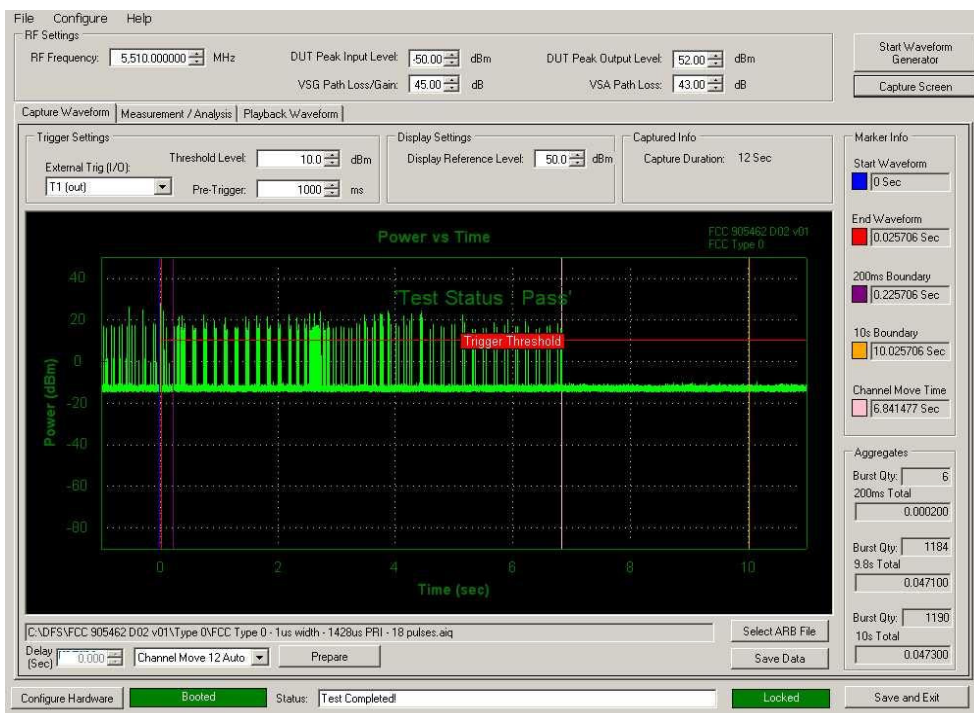 File Configure Help
RF Settings
RF Frequency: 5,510.000000 MHz
DUT Peak Input Level: -50.00 dBm
DUT Peak Output Level: 52.00 dBm
VSG Path Loss/Gain: 45.00 dB
VSA Path Loss: 43.00 dB
Start Waveform Generator
Capture Screen
Capture Waveform Measurement / Analysis Playback Waveform
Trigger Settings
External Trig (I/O):
T1 (out)
Threshold Level: 10.0 dBm
Pre-Trigger: 1000 ms
Display Settings
Display Reference Level: 50.0 dBm
Captured Info
Capture Duration: 12 Sec
Marker Info
Start Waveform
0 Sec
End Waveform
0.025706 Sec
200ms Boundary
0.225706 Sec
10s Boundary
10.025706 Sec
Channel Move Time
6.841477 Sec
Power vs Time
FCC 905462 D02 v01
FCC Type 0
'Test Status : Pass'
Trigger Threshold
Power (dBm)
40
20
0
-20
-40
-60
-80
0 2 4 6 8 10
Time (sec)
Aggregates
Burst Qty: 6
200ms Total
0.000200
Burst Qty: 1184
9.8s Total
0.047100
Burst Qty: 1190
10s Total
0.047300
C:\DFS\FCC 905462 D02 v01\Type 0\FCC Type 0 - 1us width - 1428us PRI - 18 pulses.aiq
Select ARB File
Delay (Sec) 0.000
Channel Move 12 Auto
Prepare
Save Data
Configure Hardware
Booted
Status: Test Completed!
Locked
Save and Exit